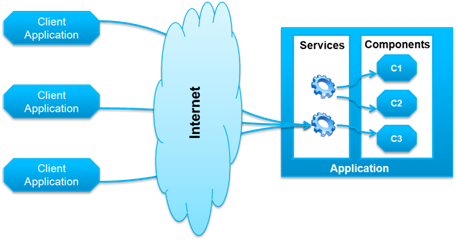 Client
Application
Client
Application
Client
Application
Internet
Services
Components
C1
C2
C3
Application